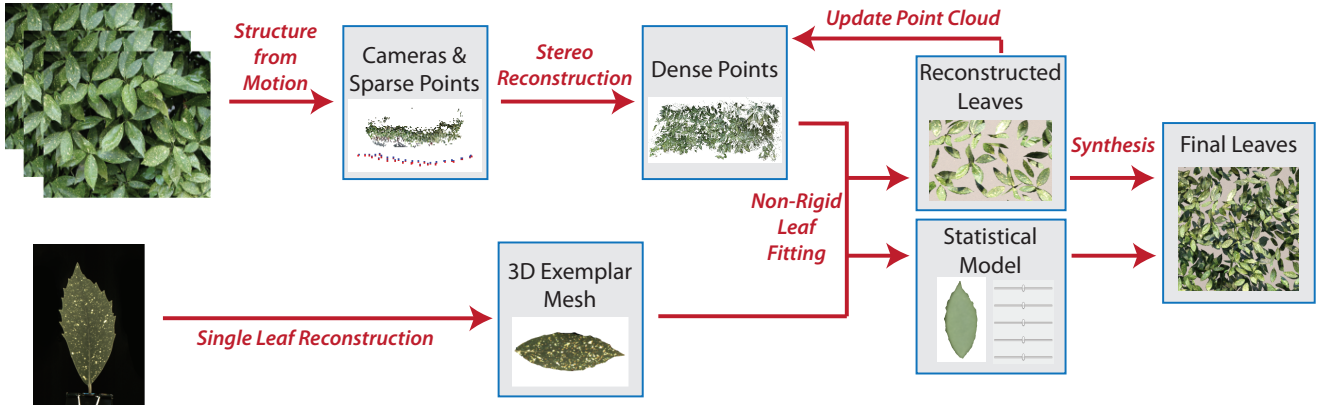 Update Point Cloud
Structure
from
Motion
Cameras &
Sparse Points
Stereo
Reconstruction
Dense Points
Reconstructed
Leaves
Synthesis
Final Leaves
Non-Rigid
Leaf
Fitting
Statistical
Model
3D Exemplar
Mesh
Single Leaf Reconstruction